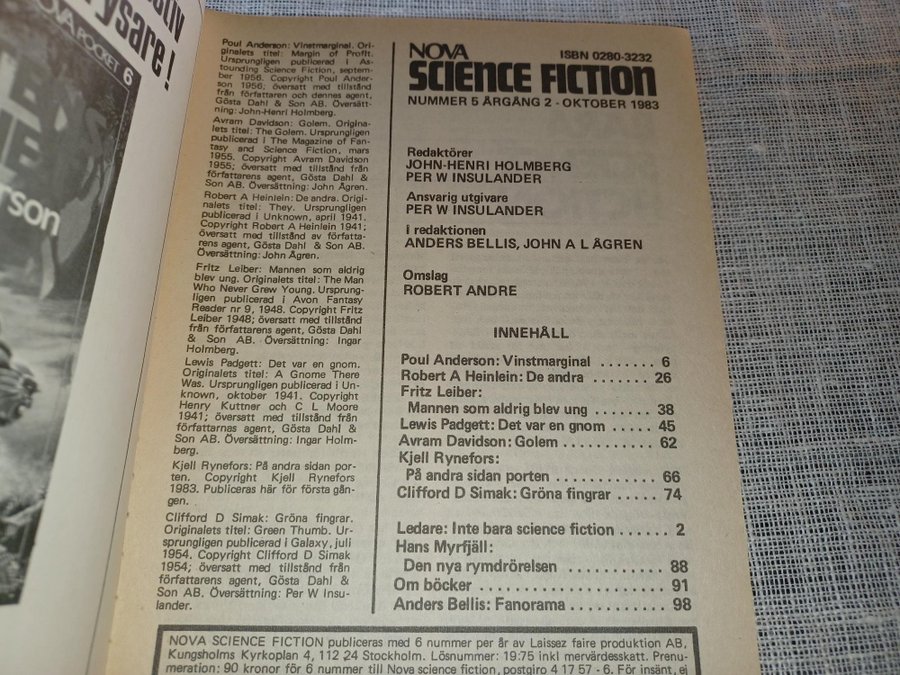 ativ
rysare!
OVA POCKET 6
rson
Poul Anderson: Vinstmarginal. Ori-
ginalets titel: Margin of Profit.
Ursprungligen publicerad i As-
tounding Science Fiction, septem-
ber 1956. Copyright Poul Ander-
son 1956; översatt med tillstånd
från författaren och dennes agent,
Gösta Dahl & Son AB. Översätt-
ning: John-Henri Holmberg.
Avram Davidson: Golem. Origina-
lets titel: The Golem. Ursprungligen
publicerad i The Magazine of Fan-
tasy and Science Fiction, mars
1955. Copyright Avram Davidson
1955; översatt med tillstånd från
författarens agent, Gösta Dahl &
Son AB. Översättning: John Ågren.
Robert A Heinlein: De andra. Ori-
ginalets titel: They. Ursprungligen
publicerad i Unknown, april 1941.
Copyright Robert A Heinlein 1941;
översatt med tillstånd av författa-
rens agent, Gösta Dahl & Son AB.
Översättning: John Ågren.
Fritz Leiber: Mannen som aldrig
blev ung. Originalets titel: The Man
Who Never Grew Young. Ursprung-
ligen publicerad i Avon Fantasy
Reader nr 9, 1948. Copyright Fritz
Leiber 1948; översatt med tillstånd
från författarens agent, Gösta Dahl
& Son AB. Översättning: Ingar
Holmberg.
Lewis Padgett: Det var en gnom.
Originalets titel: A Gnome There
Was. Ursprungligen publicerad i Un-
known, oktober 1941. Copyright
Henry Kuttner och C L Moore
1941; översatt med tillstånd från
författarnas agent, Gösta Dahl &
Son AB. Översättning: Ingar Holm-
berg.
Kjell Rynefors: På andra sidan por-
ten. Copyright Kjell Rynefors
1983. Publiceras här för första gån-
gen.
Clifford D Simak: Gröna fingrar.
Originalets titel: Green Thumb. Ur-
sprungligen publicerad i Galaxy, juli
1954. Copyright Clifford D Simak
1954; översatt med tillstånd från
författarens agent, Gösta Dahl &
Son AB. Översättning: Per W Insu-
lander.
NOVA ISBN 0280-3232
SCIENCE FICTION
NUMMER 5 ÅRGÅNG 2 - OKTOBER 1983
Redaktörer
JOHN-HENRI HOLMBERG
PER W INSULANDER
Ansvarig utgivare
PER W INSULANDER
I redaktionen
ANDERS BELLIS, JOHN A L ÅGREN
Omslag
ROBERT ANDRE
INNEHÅLL
Poul Anderson: Vinstmarginal ....... 6
Robert A Heinlein: De andra ....... 26
Fritz Leiber:
Mannen som aldrig blev ung ....... 38
Lewis Padgett: Det var en gnom ..... 45
Avram Davidson: Golem ........... 62
Kjell Rynefors:
På andra sidan porten ........... 66
Clifford D Simak: Gröna fingrar ..... 74
Ledare: Inte bara science fiction ...... 2
Hans Myrfjäll:
Den nya rymdrörelsen ........... 88
Om böcker ................... 91
Anders Bellis: Fanorama ........... 98
NOVA SCIENCE FICTION publiceras med 6 nummer per år av Laissez faire produktion AB,
Kungsholms Kyrkoplan 4, 112 24 Stockholm. Lösnummer: 19:75 inkl mervärdesskatt. Prenu-
meration: 90 kronor för 6 nummer till Nova science fiction, postgiro 4 17 57 - 6. För insänt, ej